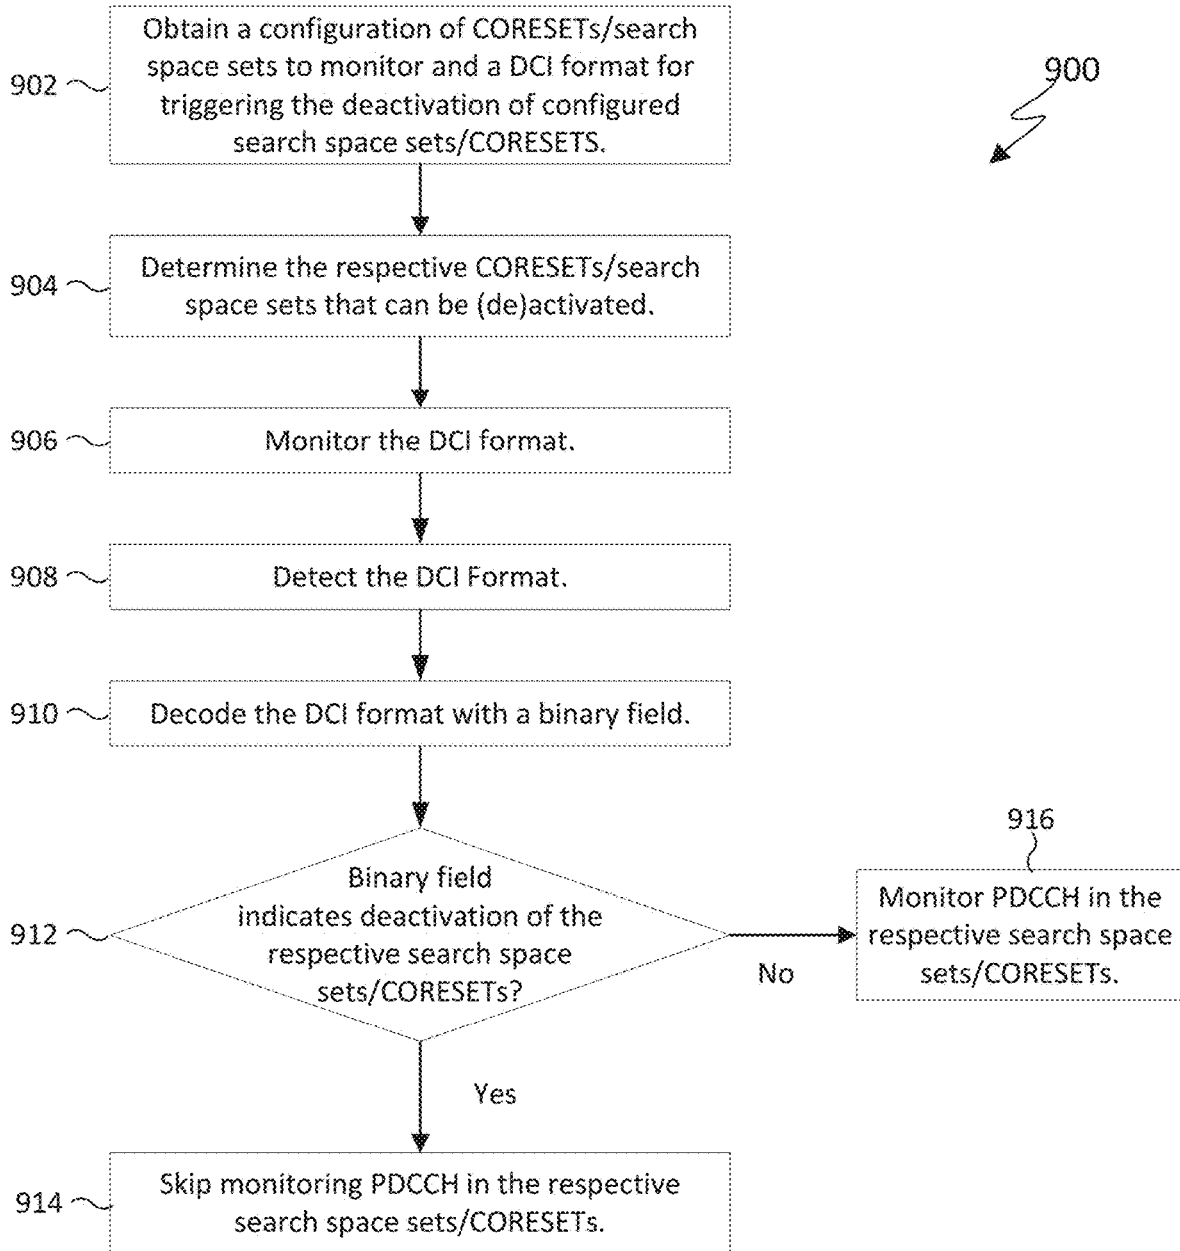 Obtain a configuration of CORESETs/search
space sets to monitor and a DCI format for
triggering the deactivation of configured
search space sets/CORESETS.
902
900
Determine the respective CORESETs/search
space sets that can be (de)activated.
904
906
Monitor the DCI format.
908
Detect the DCI Format.
910
Decode the DCI format with a binary field.
912
Binary field
indicates deactivation of the
respective search space
sets/CORESETs?
No
916
Monitor PDCCH in the
respective search space
sets/CORESETs.
Yes
914
Skip monitoring PDCCH in the respective
search space sets/CORESETs.